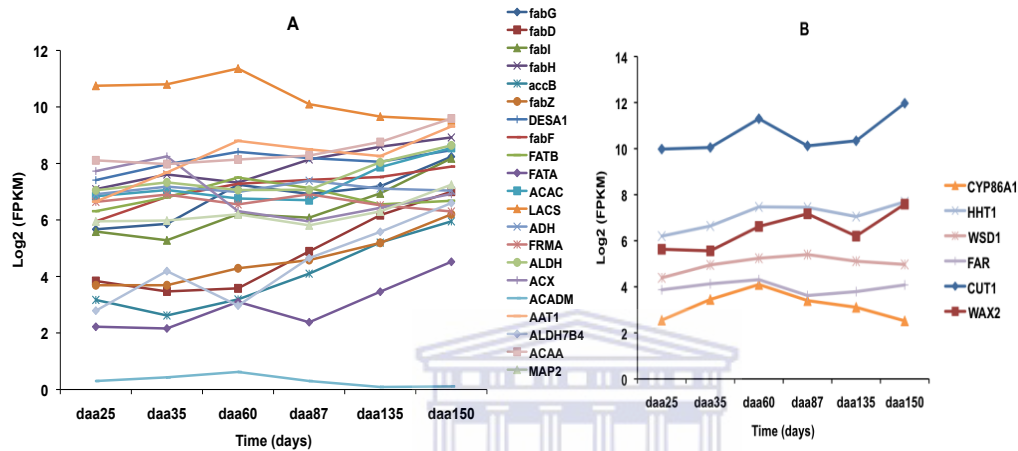 A
Log2 (FPKM)
12
10
8
6
4
2
0
daa25 daa35 daa60 daa87 daa135 daa150
Time (days)
fabG
fabD
fabI
fabH
accB
fabZ
DESA1
fabF
FATB
FATA
ACAC
LACS
ADH
FRMA
ALDH
ACX
ACADM
AAT1
ALDH7B4
ACAA
MAP2
B
Log2 (FPKM)
14
12
10
8
6
4
2
0
daa25 daa35 daa60 daa87 daa135 daa150
Time (days)
CYP86A1
HHT1
WSD1
FAR
CUT1
WAX2